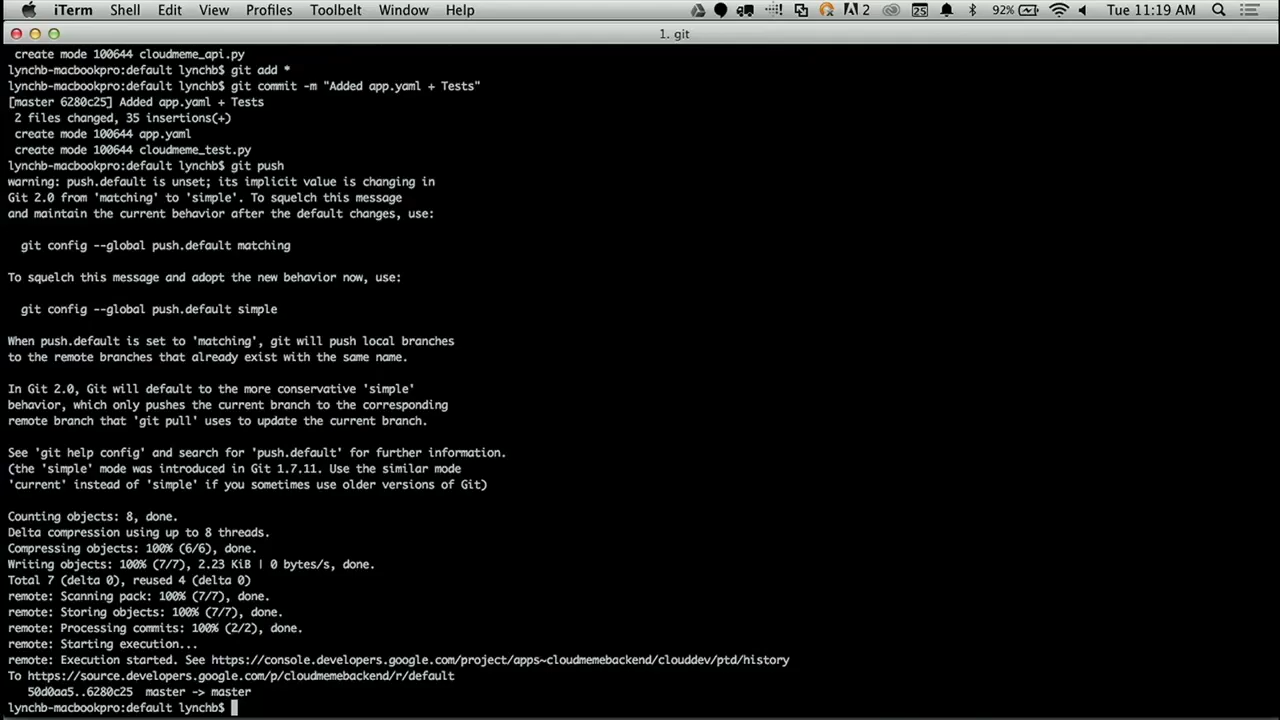 iTerm Shell Edit View Profiles Toolbelt Window Help 2 25 92% Tue 11:19 AM
1. git
create mode 100644 cloudmeme_api.py
lynchb-macbookpro:default lynchb$ git add *
lynchb-macbookpro:default lynchb$ git commit -m "Added app.yaml + Tests"
[master 6280c25] Added app.yaml + Tests
2 files changed, 35 insertions(+)
create mode 100644 app.yaml
create mode 100644 cloudmeme_test.py
lynchb-macbookpro:default lynchb$ git push
warning: push.default is unset; its implicit value is changing in
Git 2.0 from 'matching' to 'simple'. To squelch this message
and maintain the current behavior after the default changes, use:
git config --global push.default matching
To squelch this message and adopt the new behavior now, use:
git config --global push.default simple
When push.default is set to 'matching', git will push local branches
to the remote branches that already exist with the same name.
In Git 2.0, Git will default to the more conservative 'simple'
behavior, which only pushes the current branch to the corresponding
remote branch that 'git pull' uses to update the current branch.
See 'git help config' and search for 'push.default' for further information.
(the 'simple' mode was introduced in Git 1.7.11. Use the similar mode
'current' instead of 'simple' if you sometimes use older versions of Git)
Counting objects: 8, done.
Delta compression using up to 8 threads.
Compressing objects: 100% (6/6), done.
Writing objects: 100% (7/7), 2.23 KiB | 0 bytes/s, done.
Total 7 (delta 0), reused 4 (delta 0)
remote: Scanning pack: 100% (7/7), done.
remote: Storing objects: 100% (7/7), done.
remote: Processing commits: 100% (2/2), done.
remote: Starting execution...
remote: Execution started. See https://console.developers.google.com/project/apps~cloudmemebackend/clouddev/ptd/history
To https://source.developers.google.com/p/cloudmemebackend/r/default
50d0aa5..6280c25 master -> master
lynchb-macbookpro:default lynchb$